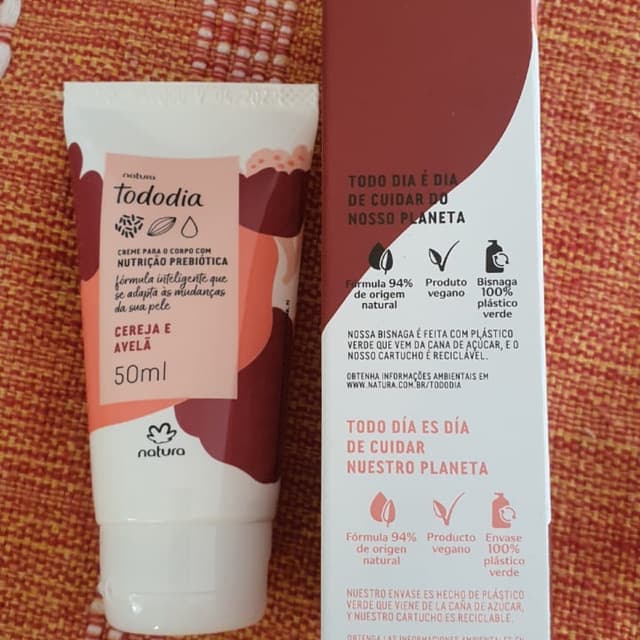 natura
tododia
CREME PARA O CORPO COM
NUTRIÇÃO PREBIÓTICA
fórmula inteligente que
se adapta às mudanças
da sua pele
CEREJA E
AVELÃ
50ml
natura
TODO DIA É DIA
DE CUIDAR DO
NOSSO PLANETA
Fórmula 94%
de origem
natural
Produto
vegano
Bisnaga
100%
plástico
verde
NOSSA BISNAGA É FEITA COM PLÁSTICO
VERDE QUE VEM DA CANA DE AÇÚCAR, E O
NOSSO CARTUCHO É RECICLÁVEL.
OBTENHA INFORMAÇÕES AMBIENTAIS EM
WWW.NATURA.COM.BR/TODODIA
TODO DÍA ES DÍA
DE CUIDAR
NUESTRO PLANETA
Fórmula 94%
de origen
natural
Producto
vegano
Envase
100%
plástico
verde
NUESTRO ENVASE ES HECHO DE PLÁSTICO
VERDE QUE VIENE DE LA CAÑA DE AZÚCAR,
Y NUESTRO CARTUCHO ES RECICLABLE.
OBTENGA LAS INFORMACIONES AMBIENTALES EN